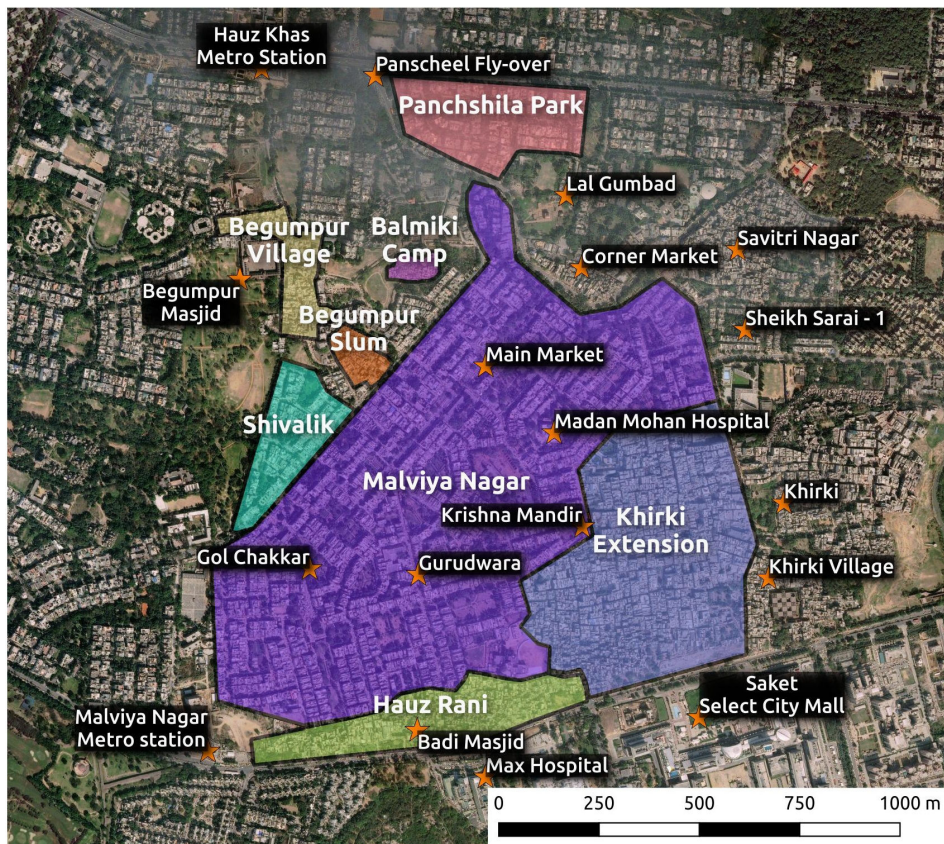 Hauz Khas
Metro Station
Panscheel Fly-over
Panchshila Park
Lal Gumbad
Begumpur
Village
Balmiki
Camp
Savitri Nagar
Corner Market
Begumpur
Masjid
Begumpur
Slum
Sheikh Sarai - 1
Main Market
Shivalik
Madan Mohan Hospital
Malviya Nagar
Khirki
Krishna Mandir
Khirki
Extension
Gol Chakkar
Gurudwara
Khirki Village
Saket
Select City Mall
Hauz Rani
Malviya Nagar
Metro station
Badi Masjid
Max Hospital
0 250 500 750 1000 m